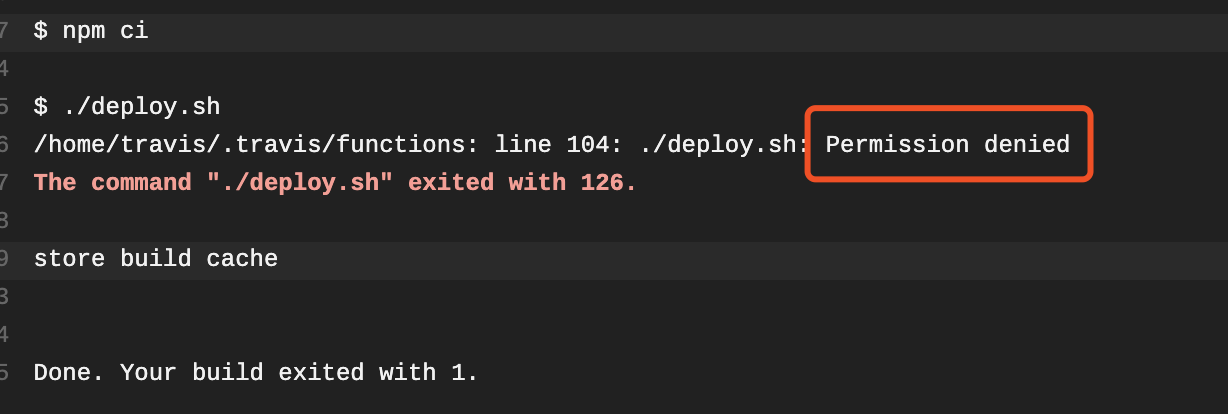 7 $ npm ci
4
5 $ ./deploy.sh
6 /home/travis/.travis/functions: line 104: ./deploy.sh: Permission denied
7 The command "./deploy.sh" exited with 126.
8
9 store build cache
3
4
5 Done. Your build exited with 1.